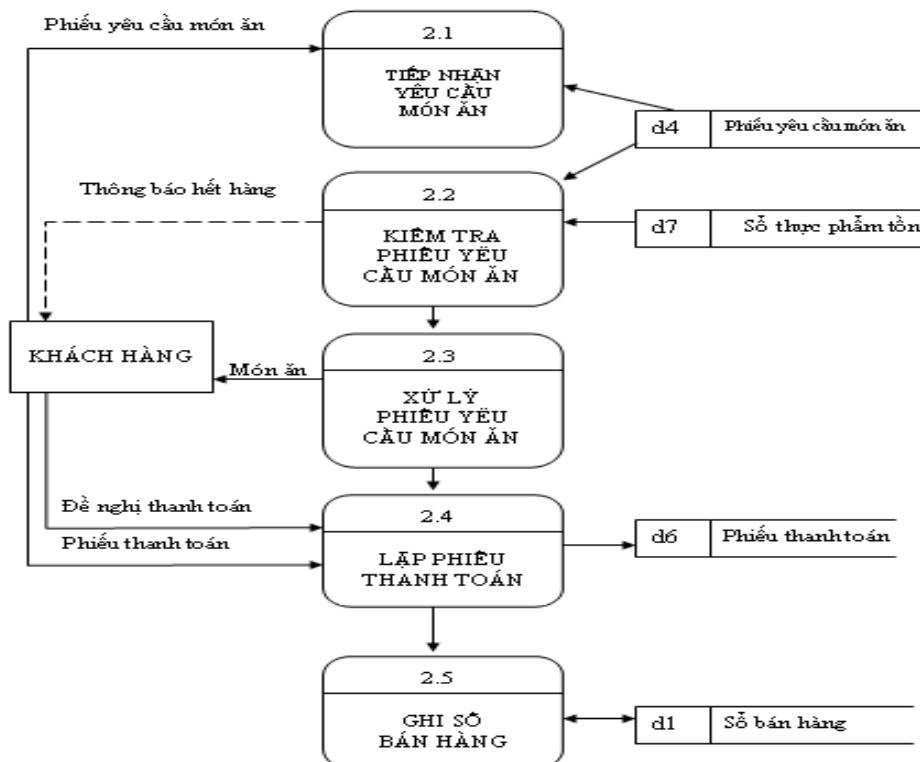 Phiếu yêu cầu món ăn
2.1
TIẾP NHẬN
YÊU CẦU
MÓN ĂN
d4 Phiếu yêu cầu món ăn
Thông báo hết hàng
2.2
KIỂM TRA
PHIẾU YÊU
CẦU MÓN ĂN
d7 Sổ thực phẩm tồn
KHÁCH HÀNG
Món ăn
2.3
XỬ LÝ
PHIẾU YÊU
CẦU MÓN ĂN
Đề nghị thanh toán
Phiếu thanh toán
2.4
LẬP PHIẾU
THANH TOÁN
d6 Phiếu thanh toán
2.5
GHI SỔ
BÁN HÀNG
d1 Sổ bán hàng